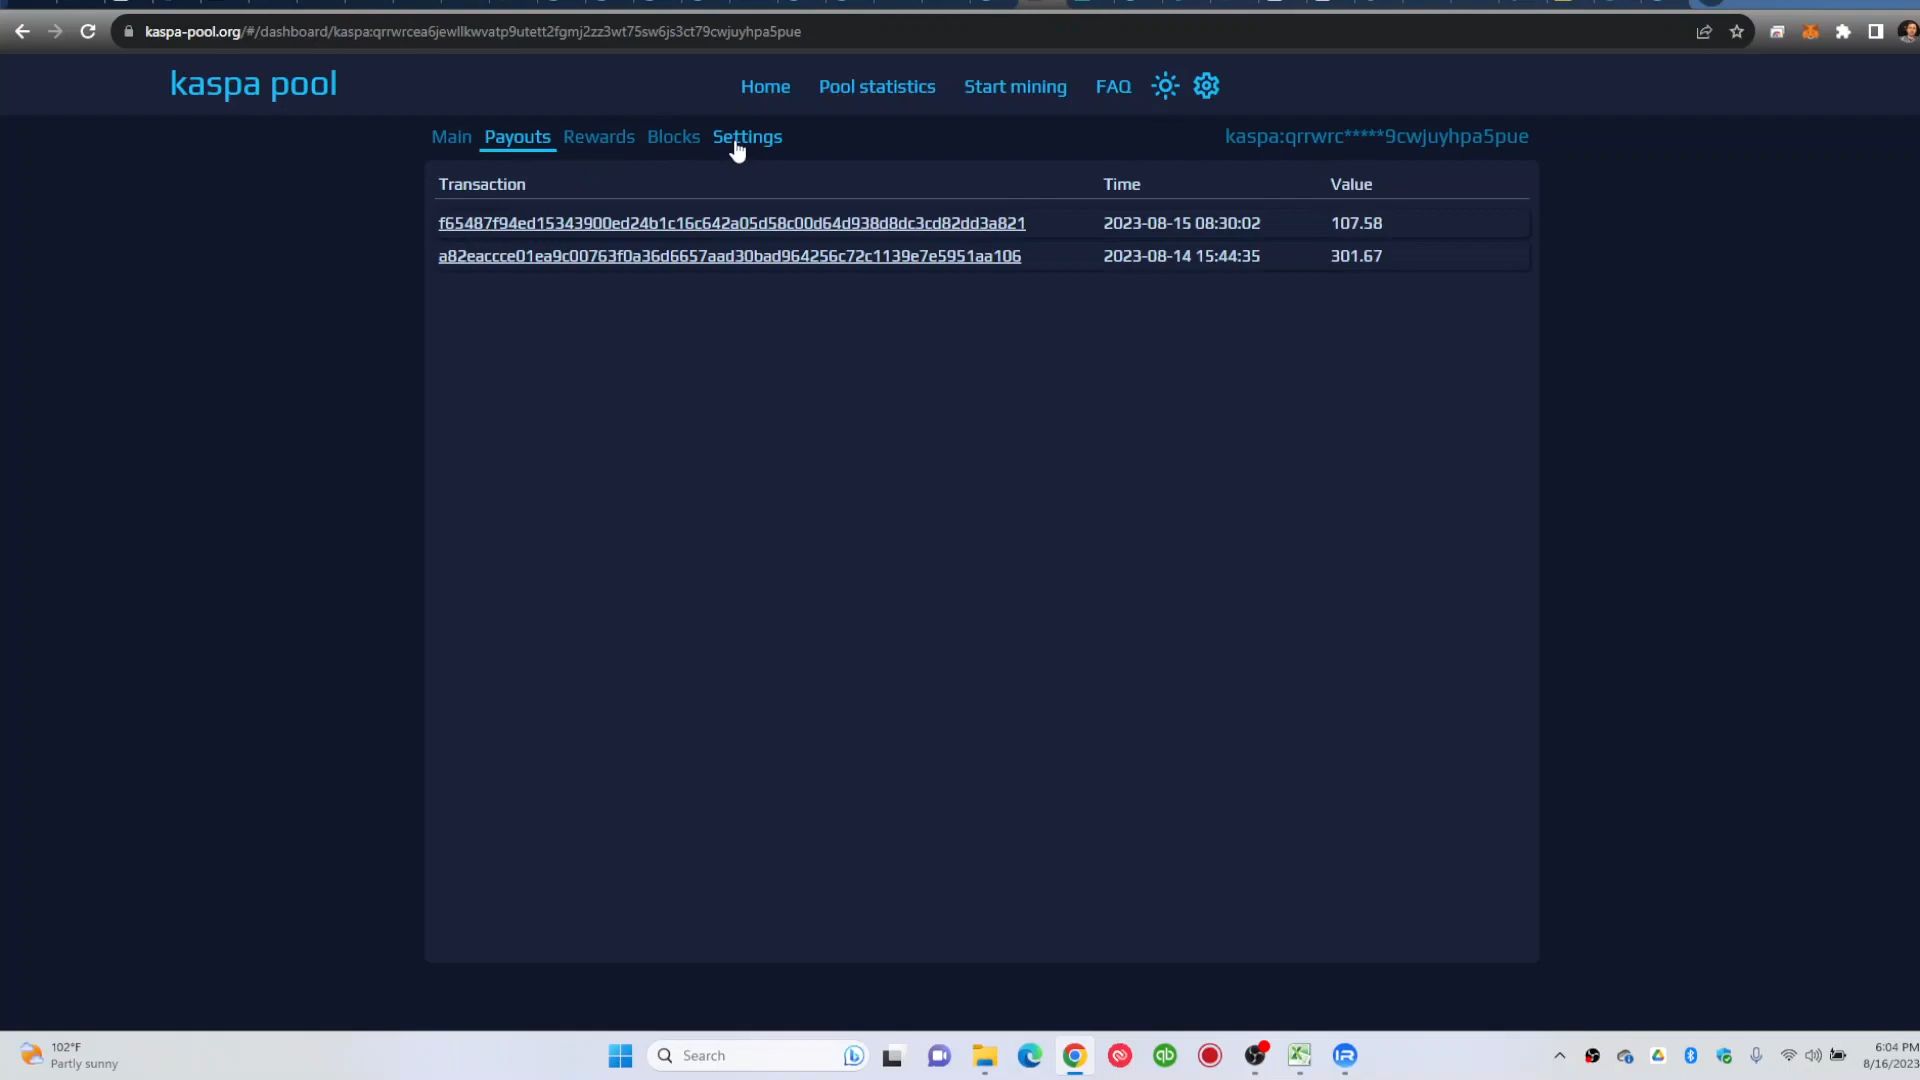 kaspa-pool.org/#/dashboard/kaspa:qrrwrcea6jewllkwvatp9utett2fgmj2zz3wt75sw6js3ct79cwjuyhpa5pue
kaspa pool
Home Pool statistics Start mining FAQ
Main Payouts Rewards Blocks Settings kaspa:qrrwrc*****9cwjuyhpa5pue
Transaction Time Value
f65487f94ed15343900ed24b1c16c642a05d58c00d64d938d8dc3cd82dd3a821 2023-08-15 08:30:02 107.58
a82eaccce01ea9c00763f0a36d6657aad30bad964256c72c1139e7e5951aa106 2023-08-14 15:44:35 301.67
102°F
Partly sunny
Search
qb
IR
6:04 PM
8/16/2023